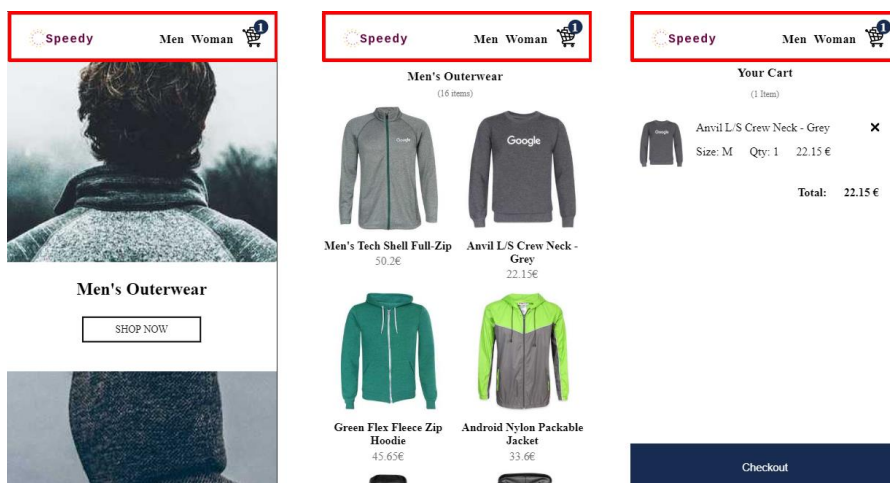 Speedy
Men Woman
1
Men's Outerwear
SHOP NOW
Speedy
Men Woman
1
Men's Outerwear
(16 items)
Google
Google
Men's Tech Shell Full-Zip
50.2€
Anvil L/S Crew Neck -
Grey
22.15€
Green Flex Fleece Zip
Hoodie
45.65€
Android Nylon Packable
Jacket
33.6€
Speedy
Men Woman
1
Your Cart
(1 Item)
Google
Anvil L/S Crew Neck - Grey
Size: M Qty: 1 22.15 €
Total: 22.15 €
Checkout